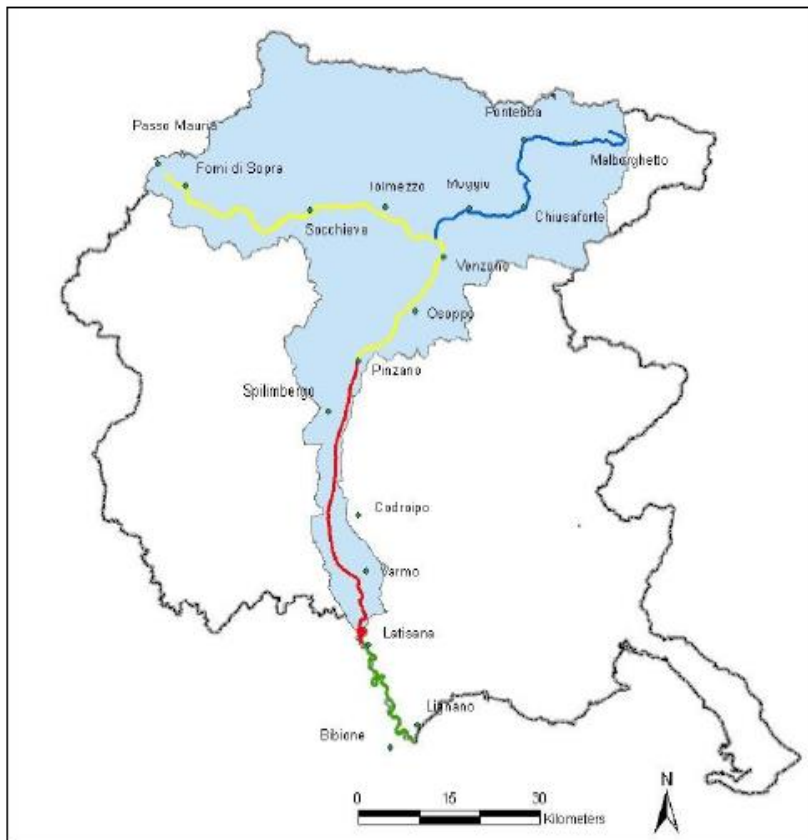 Pontebba
Passo Mauria
Malborghetto
Forni di Sopra
Tolmezzo
Moggio
Socchieve
Chiusaforte
Venzone
Osoppo
Pinzano
Spilimbergo
Codroipo
Varmo
Latisana
Lignano
Bibione
N
0 15 30
Kilometers